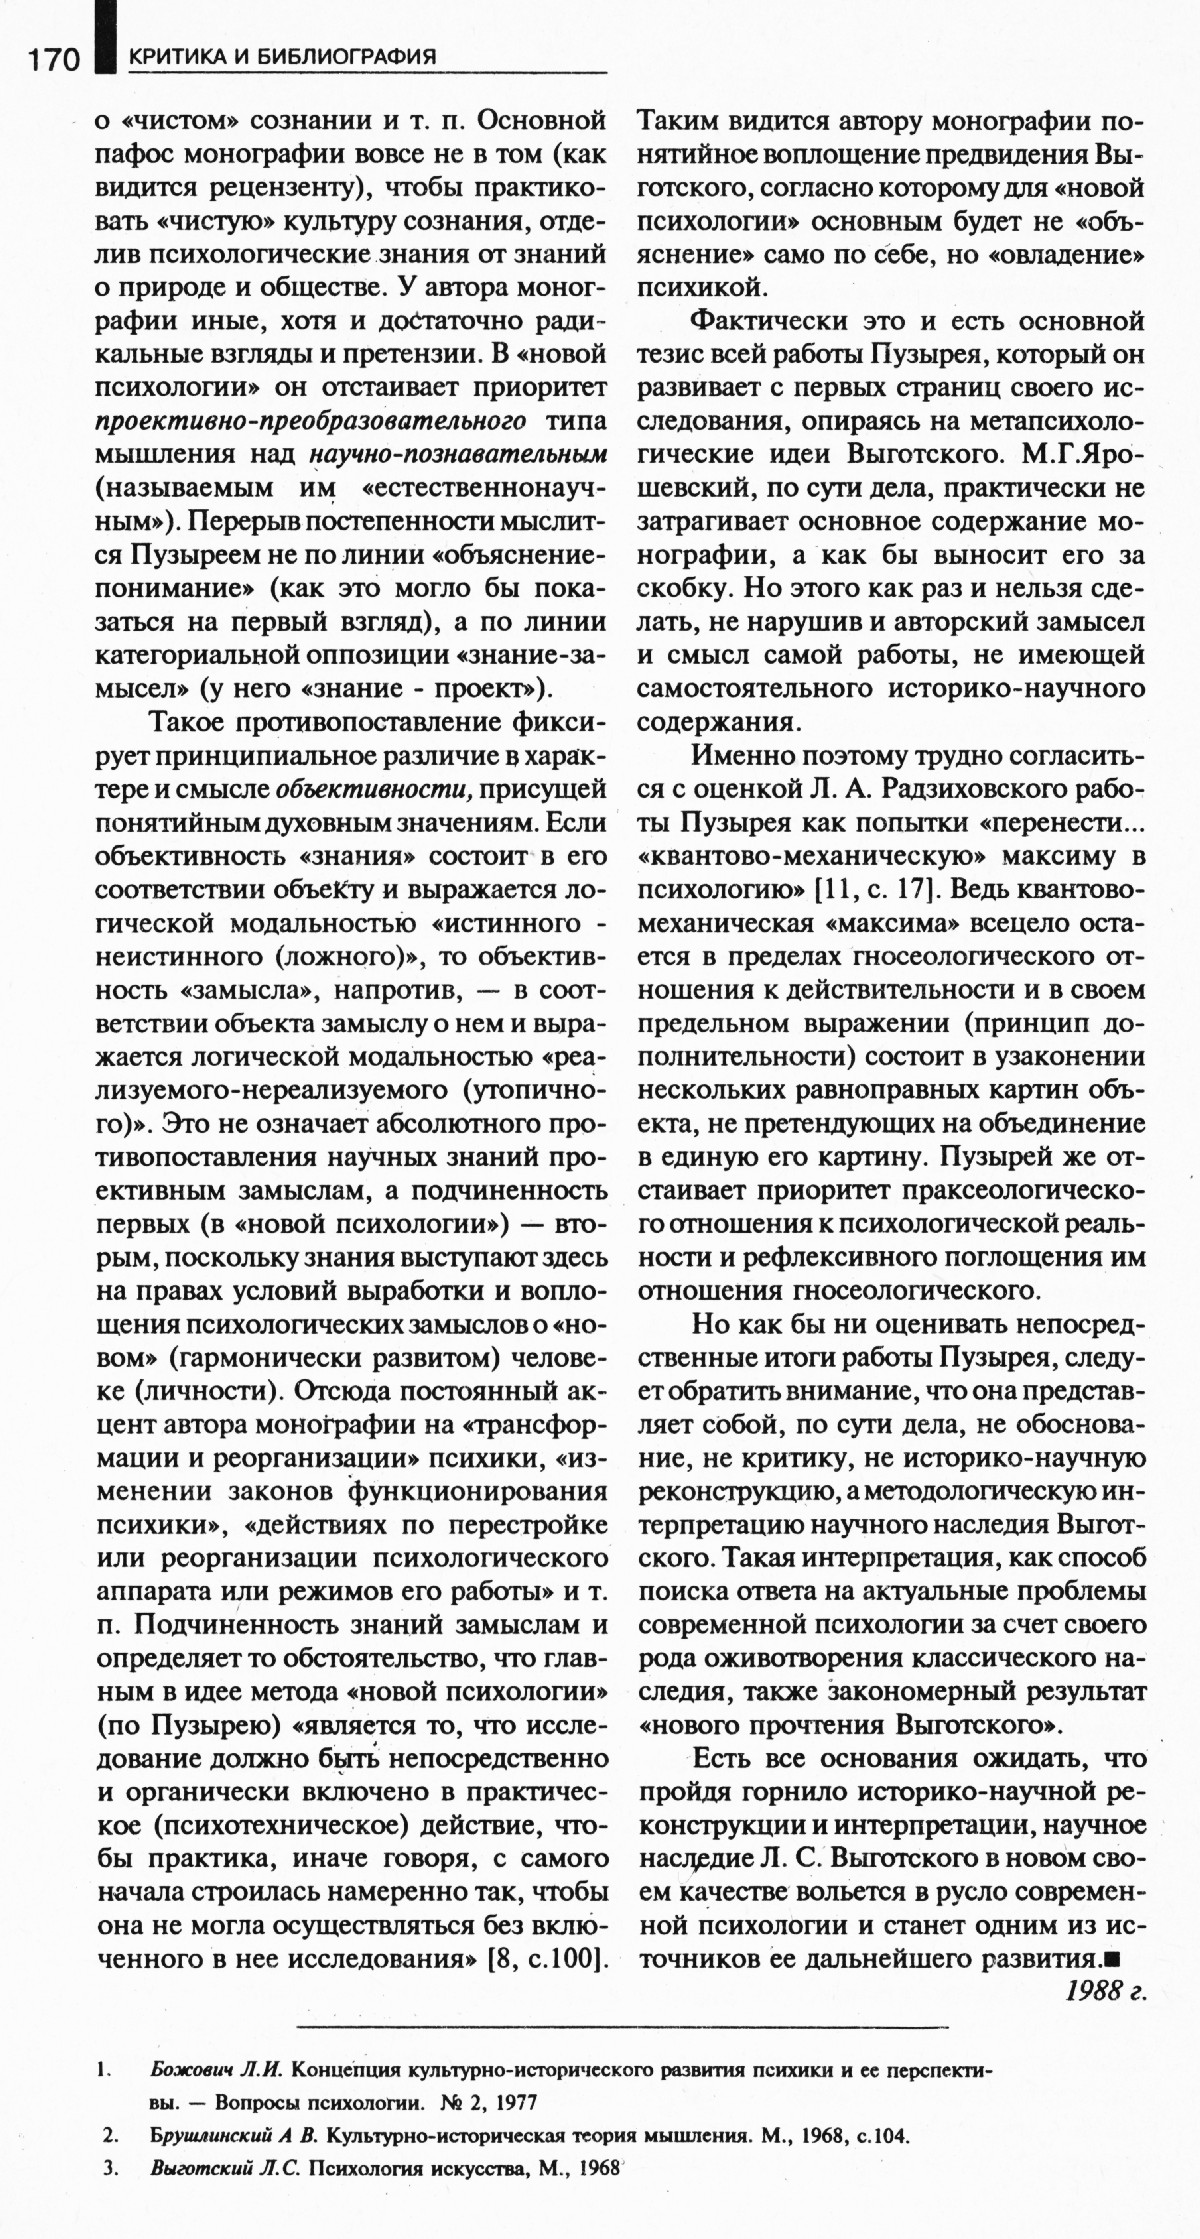 170
КРИТИКА И БИБЛИОГРАФИЯ
о «чистом» сознании и т. п. Основной
пафос монографии вовсе не в том (как
видится рецензенту), чтобы практико-
вать «чистую» культуру сознания, отде-
лив психологические знания от знаний
о природе и обществе. У автора моног-
рафии иные, хотя и достаточно ради-
кальные взгляды и претензии. В «новой
психологии» он отстаивает приоритет
проективно-преобразовательного типа
мышления над научно-познавательным
(называемым им «естественнонауч-
ным»). Перерыв постепенности мыслит-
ся Пузыреем не по линии «объяснение-
понимание» (как это могло бы пока-
заться на первый взгляд), а по линии
категориальной оппозиции «знание-за-
мысел» (у него «знание - проект»).
Такое противопоставление фикси-
рует принципиальное различие в харак-
тере и смысле объективности, присущей
понятийным духовным значениям. Если
объективность «знания» состоит в его
соответствии объекту и выражается ло-
гической модальностью «истинного -
неистинного (ложного)», то объектив-
ность «замысла», напротив, — в соот-
ветствии объекта замыслу о нем и выра-
жается логической модальностью «реа-
лизуемого-нереализуемого (утопично-
го)». Это не означает абсолютного про-
тивопоставления научных знаний про-
ективным замыслам, а подчиненность
первых (в «новой психологии») — вто-
рым, поскольку знания выступают здесь
на правах условий выработки и вопло-
щения психологических замыслов о «но-
вом» (гармонически развитом) челове-
ке (личности). Отсюда постоянный ак-
цент автора монографии на «трансфор-
мации и реорганизации» психики, «из-
менении законов функционирования
психики», «действиях по перестройке
или реорганизации психологического
аппарата или режимов его работы» и т.
п. Подчиненность знаний замыслам и
определяет то обстоятельство, что глав-
ным в идее метода «новой психологии»
(по Пузырею) «является то, что иссле-
дование должно быть непосредственно
и органически включено в практичес-
кое (психотехническое) действие, что-
бы практика, иначе говоря, с самого
начала строилась намеренно так, чтобы
она не могла осуществляться без вклю-
ченного в нее исследования» [8, с.100].
Таким видится автору монографии по-
нятийное воплощение предвидения Вы-
готского, согласно которому для «новой
психологии» основным будет не «объ-
яснение» само по себе, но «овладение»
психикой.
Фактически это и есть основной
тезис всей работы Пузырея, который он
развивает с первых страниц своего ис-
следования, опираясь на метапсихоло-
гические идеи Выготского. М.Г.Яро-
шевский, по сути дела, практически не
затрагивает основное содержание мо-
нографии, а как бы выносит его за
скобку. Но этого как раз и нельзя сде-
лать, не нарушив и авторский замысел
и смысл самой работы, не имеющей
самостоятельного историко-научного
содержания.
Именно поэтому трудно согласить-
ся с оценкой Л. А. Радзиховского рабо-
ты Пузырея как попытки «перенести...
«квантово-механическую» максиму в
психологию» [11, с. 17]. Ведь квантово-
механическая «максима» всецело оста-
ется в пределах гносеологического от-
ношения к действительности и в своем
предельном выражении (принцип до-
полнительности) состоит в узаконении
нескольких равноправных картин объ-
екта, не претендующих на объединение
в единую его картину. Пузырей же от-
стаивает приоритет праксеологическо-
го отношения к психологической реаль-
ности и рефлексивного поглощения им
отношения гносеологического.
Но как бы ни оценивать непосред-
ственные итоги работы Пузырея, следу-
ет обратить внимание, что она представ-
ляет собой, по сути дела, не обоснова-
ние, не критику, не историко-научную
реконструкцию, а методологическую ин-
терпретацию научного наследия Выгот-
ского. Такая интерпретация, как способ
поиска ответа на актуальные проблемы
современной психологии за счет своего
рода оживотворения классического на-
следия, также закономерный результат
«нового прочтения Выготского».
Есть все основания ожидать, что
пройдя горнило историко-научной ре-
конструкции и интерпретации, научное
наследие Л. С. Выготского в новом сво-
ем качестве вольется в русло современ-
ной психологии и станет одним из ис-
точников ее дальнейшего развития.■
1988 г.
1. Божович Л.И. Концепция культурно-исторического развития психики и ее перспекти-
вы. — Вопросы психологии. № 2, 1977
2. Брушлинский А В. Культурно-историческая теория мышления. М., 1968, с.104.
3. Выготский Л.С. Психология искусства, М., 1968